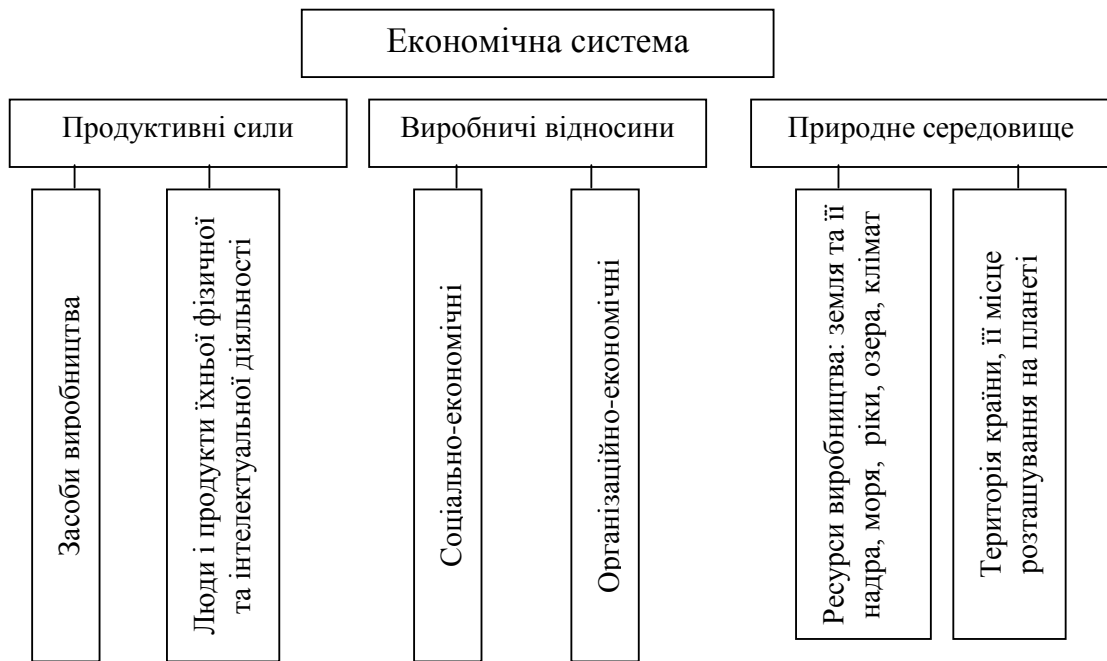 Економічна система
Продуктивні сили
Виробничі відносини
Природне середовище
Засоби виробництва
Люди і продукти їхньої фізичної
та інтелектуальної діяльності
Соціально-економічні
Організаційно-економічні
Ресурси виробництва: земля та її
надра, моря, ріки, озера, клімат
Територія країни, її місце
розташування на планеті